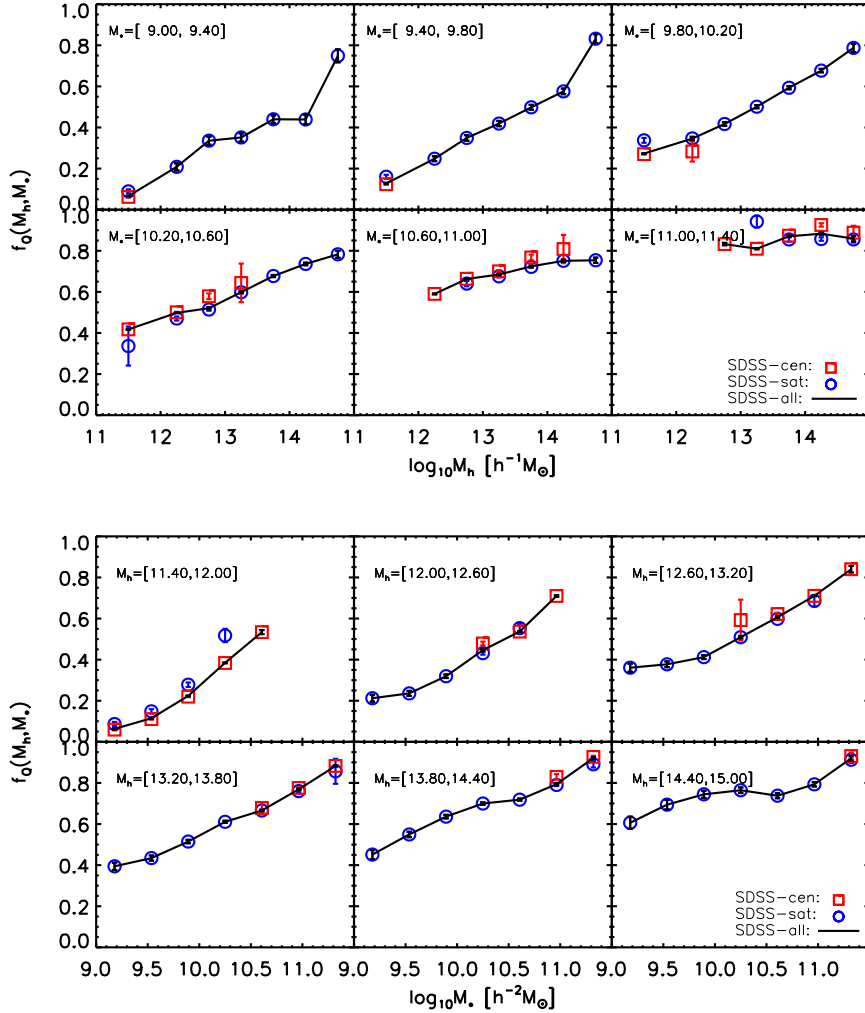 1.0
0.8
0.6
0.4
0.2
0.0
M*=[ 9.00, 9.40]
M*=[ 9.40, 9.80]
M*=[ 9.80,10.20]
fQ(Mh,M*)
1.0
0.8
0.6
0.4
0.2
0.0
M*=[10.20,10.60]
M*=[10.60,11.00]
M*=[11.00,11.40]
SDSS-cen:
SDSS-sat:
SDSS-all:
11 12 13 14 11 12 13 14 11 12 13 14 15
log10Mh [h-1M⊙]
1.0
0.8
0.6
0.4
0.2
0.0
Mh=[11.40,12.00]
Mh=[12.00,12.60]
Mh=[12.60,13.20]
fQ(Mh,M*)
1.0
0.8
0.6
0.4
0.2
0.0
Mh=[13.20,13.80]
Mh=[13.80,14.40]
Mh=[14.40,15.00]
SDSS-cen:
SDSS-sat:
SDSS-all:
9.0 9.5 10.0 10.5 11.0 9.0 9.5 10.0 10.5 11.0 9.0 9.5 10.0 10.5 11.0
log10M* [h-2M⊙]